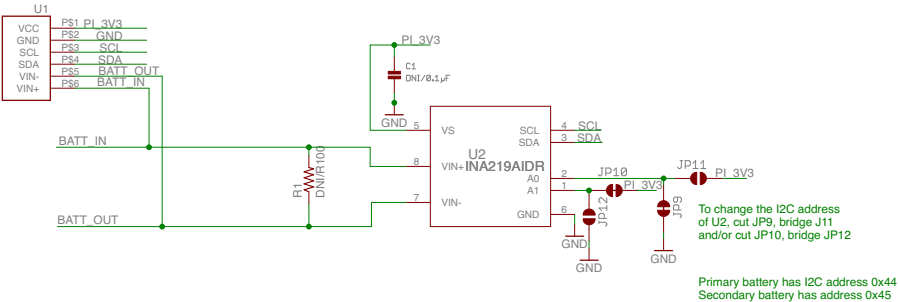 U1
VCC P$1 PI_3V3
GND P$2 GND
SCL P$3 SCL
SDA P$4 SDA
VIN- P$5 BATT_OUT
VIN+ P$6 BATT_IN
PI_3V3
C1
DNI/0.1µF
GND
BATT_IN
BATT_OUT
R1
DNI/R100
U2
INA219AIDR
5 VS
8 VIN+
7 VIN-
SCL 4 SCL
SDA 3 SDA
A0 2
A1 1
GND 6
GND
JP10
PI_3V3
JP11
PI_3V3
JP12
GND
JP9
GND
To change the I2C address
of U2, cut JP9, bridge J11
and/or cut JP10, bridge JP12
Primary battery has I2C address 0x44
Secondary battery has address 0x45